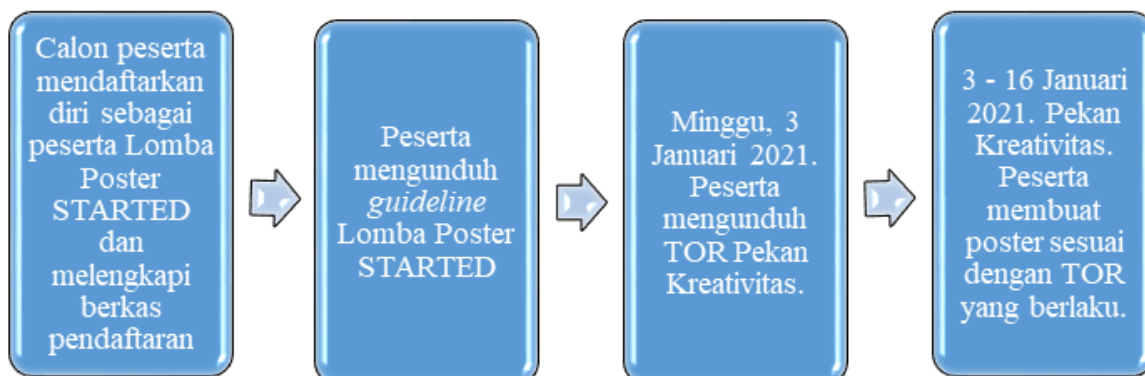 Calon peserta
mendaftarkan
diri sebagai
peserta Lomba
Poster
STARTED
dan
melengkapi
berkas
pendaftaran
Peserta
mengunduh
guideline
Lomba Poster
STARTED
Minggu, 3
Januari 2021.
Peserta
mengunduh
TOR Pekan
Kreativitas.
3 - 16 Januari
2021. Pekan
Kreativitas.
Peserta
membuat
poster sesuai
dengan TOR
yang berlaku.